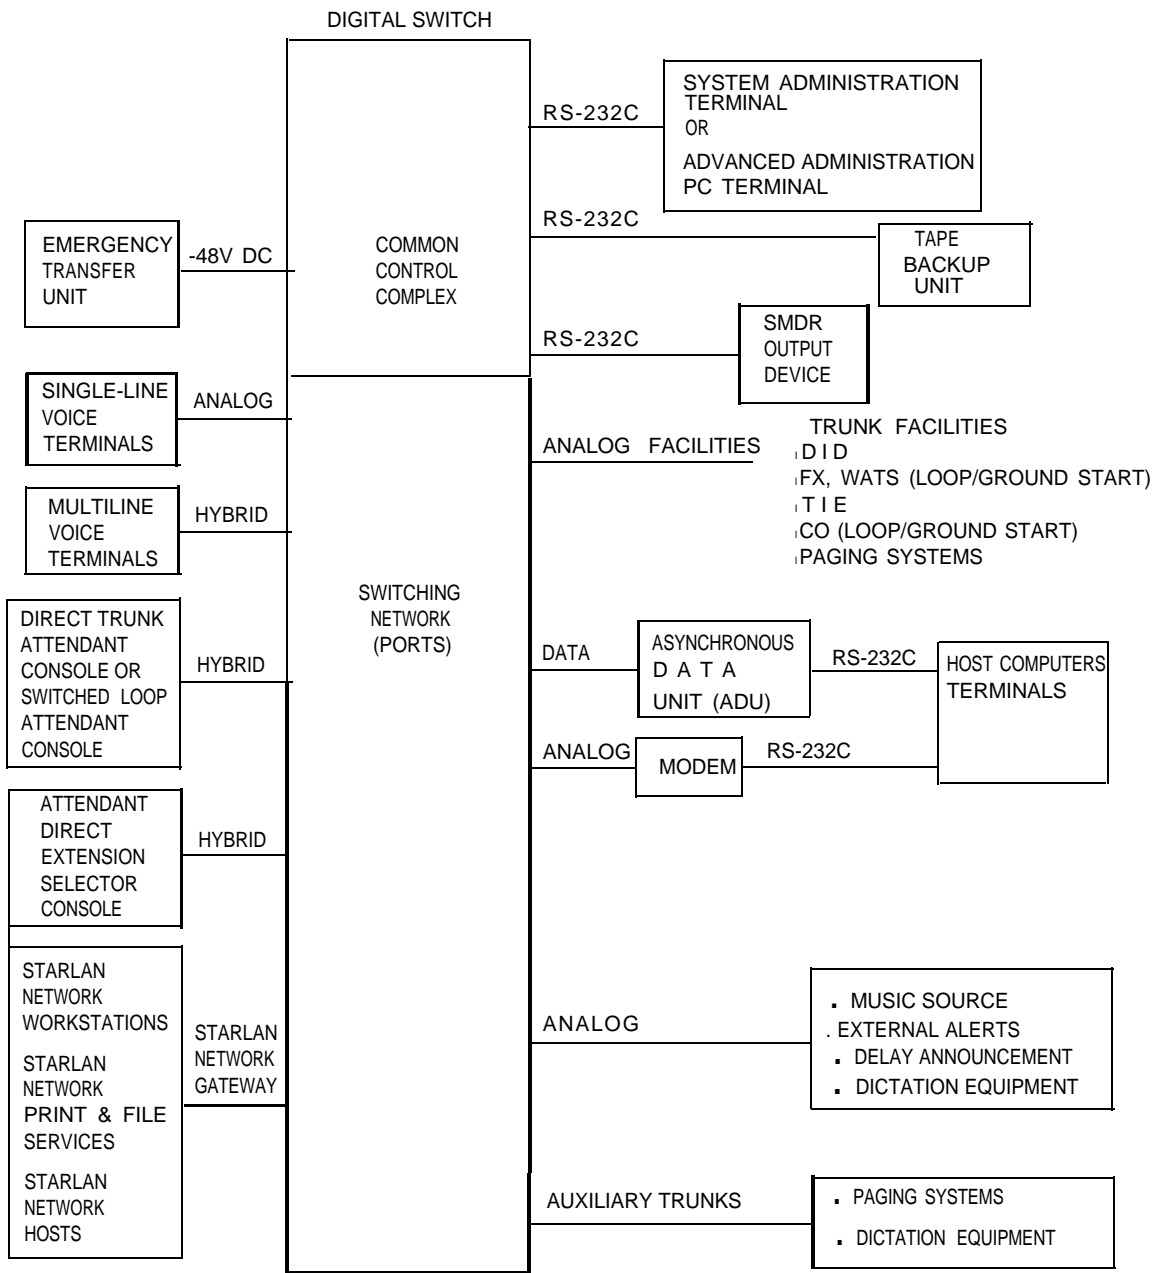 DIGITAL SWITCH
COMMON
CONTROL
COMPLEX
SWITCHING
NETWORK
(PORTS)
EMERGENCY
TRANSFER
UNIT
-48V DC
SINGLE-LINE
VOICE
TERMINALS
ANALOG
MULTILINE
VOICE
TERMINALS
HYBRID
DIRECT TRUNK
ATTENDANT
CONSOLE OR
SWITCHED LOOP
ATTENDANT
CONSOLE
HYBRID
ATTENDANT
DIRECT
EXTENSION
SELECTOR
CONSOLE
HYBRID
STARLAN
NETWORK
WORKSTATIONS
STARLAN
NETWORK
PRINT & FILE
SERVICES
STARLAN
NETWORK
HOSTS
STARLAN
NETWORK
GATEWAY
RS-232C
SYSTEM ADMINISTRATION
TERMINAL
OR
ADVANCED ADMINISTRATION
PC TERMINAL
RS-232C
TAPE
BACKUP
UNIT
RS-232C
SMDR
OUTPUT
DEVICE
ANALOG FACILITIES
TRUNK FACILITIES
DID
FX, WATS (LOOP/GROUND START)
TIE
CO (LOOP/GROUND START)
PAGING SYSTEMS
DATA
ASYNCHRONOUS
DATA
UNIT (ADU)
RS-232C
HOST COMPUTERS
TERMINALS
ANALOG
MODEM
RS-232C
ANALOG
. MUSIC SOURCE
. EXTERNAL ALERTS
. DELAY ANNOUNCEMENT
. DICTATION EQUIPMENT
AUXILIARY TRUNKS
. PAGING SYSTEMS
. DICTATION EQUIPMENT